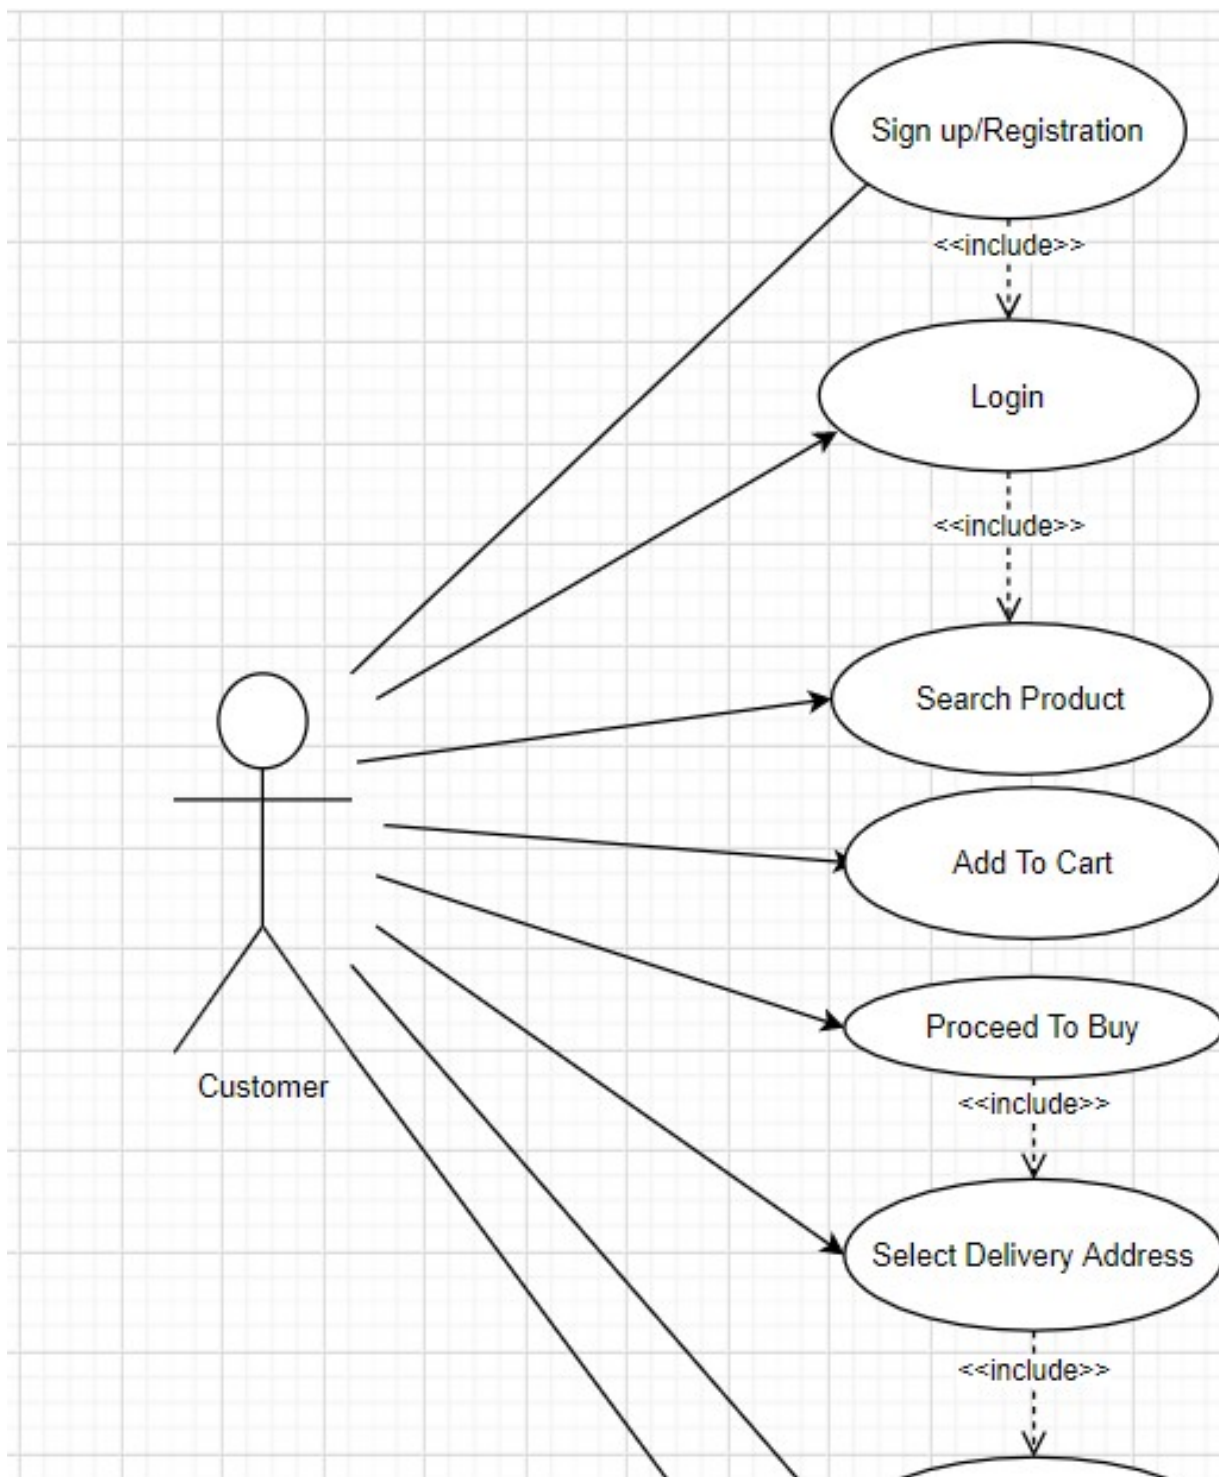 Sign up/Registration
<<include>>
Login
<<include>>
Search Product
Add To Cart
Proceed To Buy
Customer
<<include>>
Select Delivery Address
<<include>>